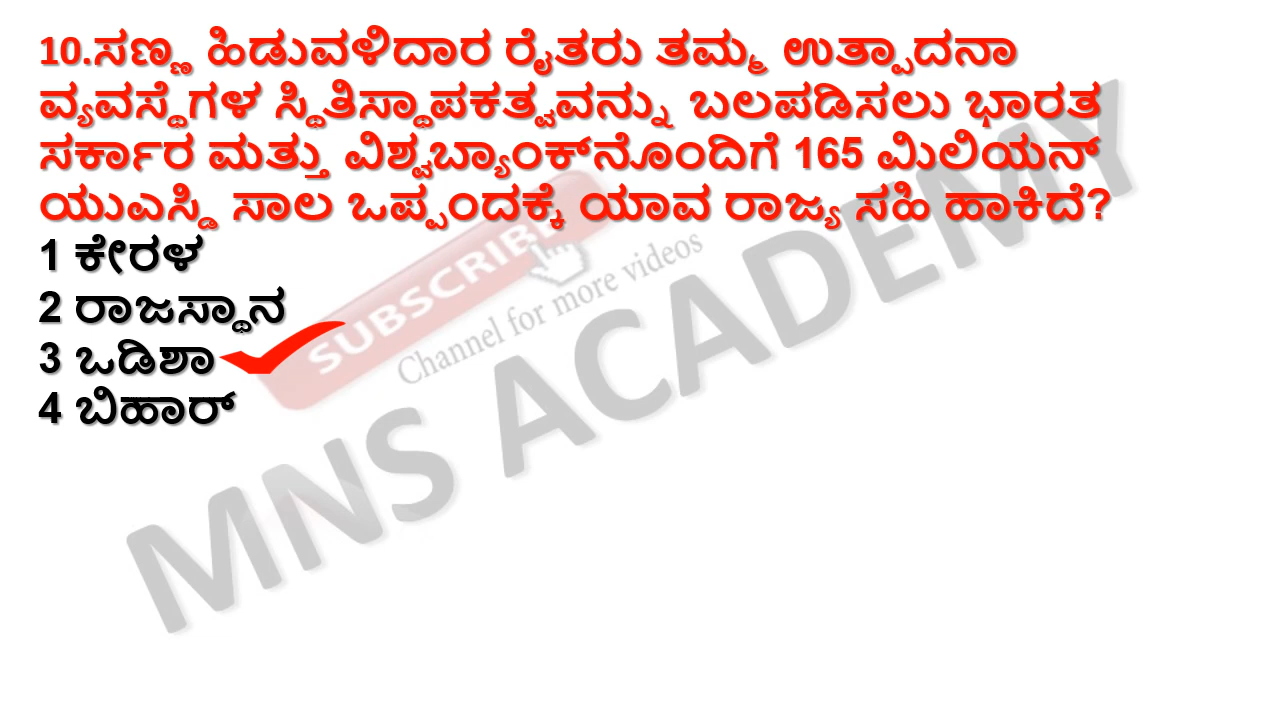 10.ಸಣ್ಣ ಹಿಡುವಳಿದಾರ ರೈತರು ತಮ್ಮ ಉತ್ಪಾದನಾ
ವ್ಯವಸ್ಥೆಗಳ ಸ್ಥಿತಿಸ್ಥಾಪಕತ್ವವನ್ನು ಬಲಪಡಿಸಲು ಭಾರತ
ಸರ್ಕಾರ ಮತ್ತು ವಿಶ್ವಬ್ಯಾಂಕ್‌ನೊಂದಿಗೆ 165 ಮಿಲಿಯನ್
ಯುಎಸ್ಡಿ ಸಾಲ ಒಪ್ಪಂದಕ್ಕೆ ಯಾವ ರಾಜ್ಯ ಸಹಿ ಹಾಕಿದೆ?
1 ಕೇರಳ
2 ರಾಜಸ್ಥಾನ
3 ಒಡಿಶಾ
4 ಬಿಹಾರ್
SUBSCRIBE
Channel for more videos
MNS ACADEMY